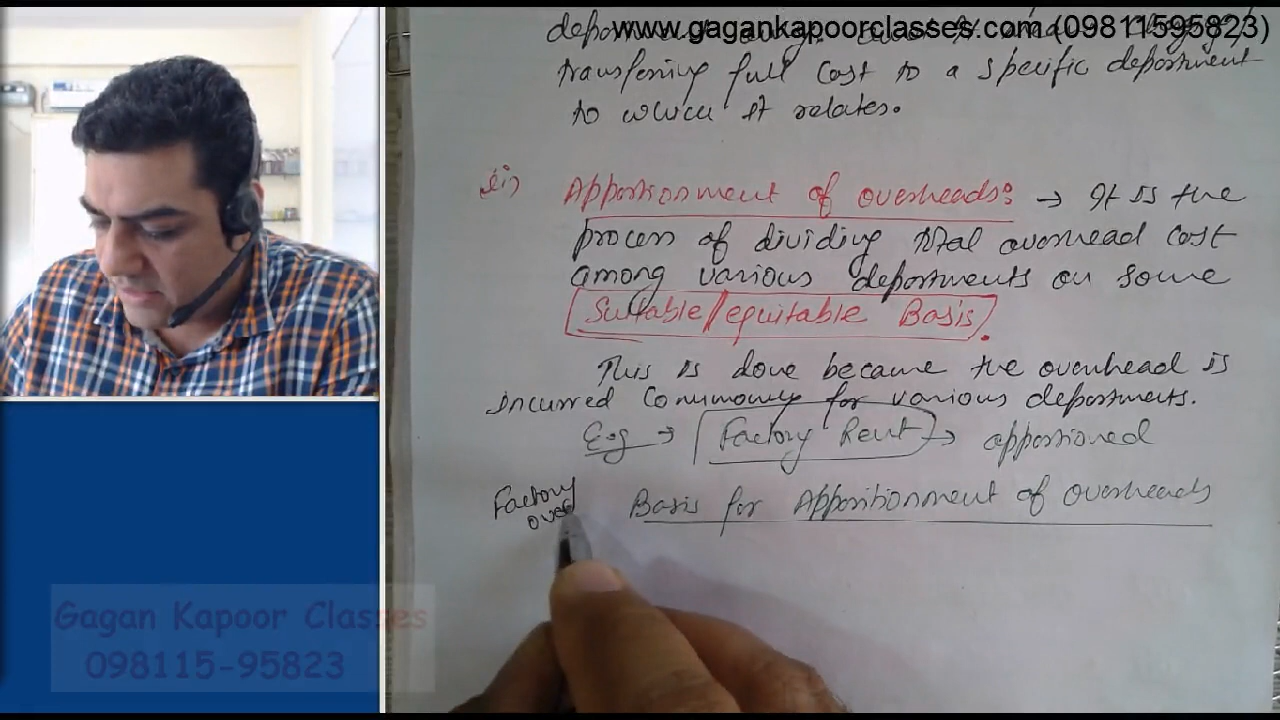 www.gagankapoorclasses.com (09811595823)
transferring full cost to a specific department
to which it relates.
ii) Apportionment of overheads: → It is the
process of dividing total overhead cost
among various departments on some
Suitable/equitable Basis.
This is done because the overhead is
incurred Commonly for various departments.
E.g → Factory Rent → apportioned
Factory
over
Basis for Apportionment of overheads
Gagan Kapoor Classes
098115-95823